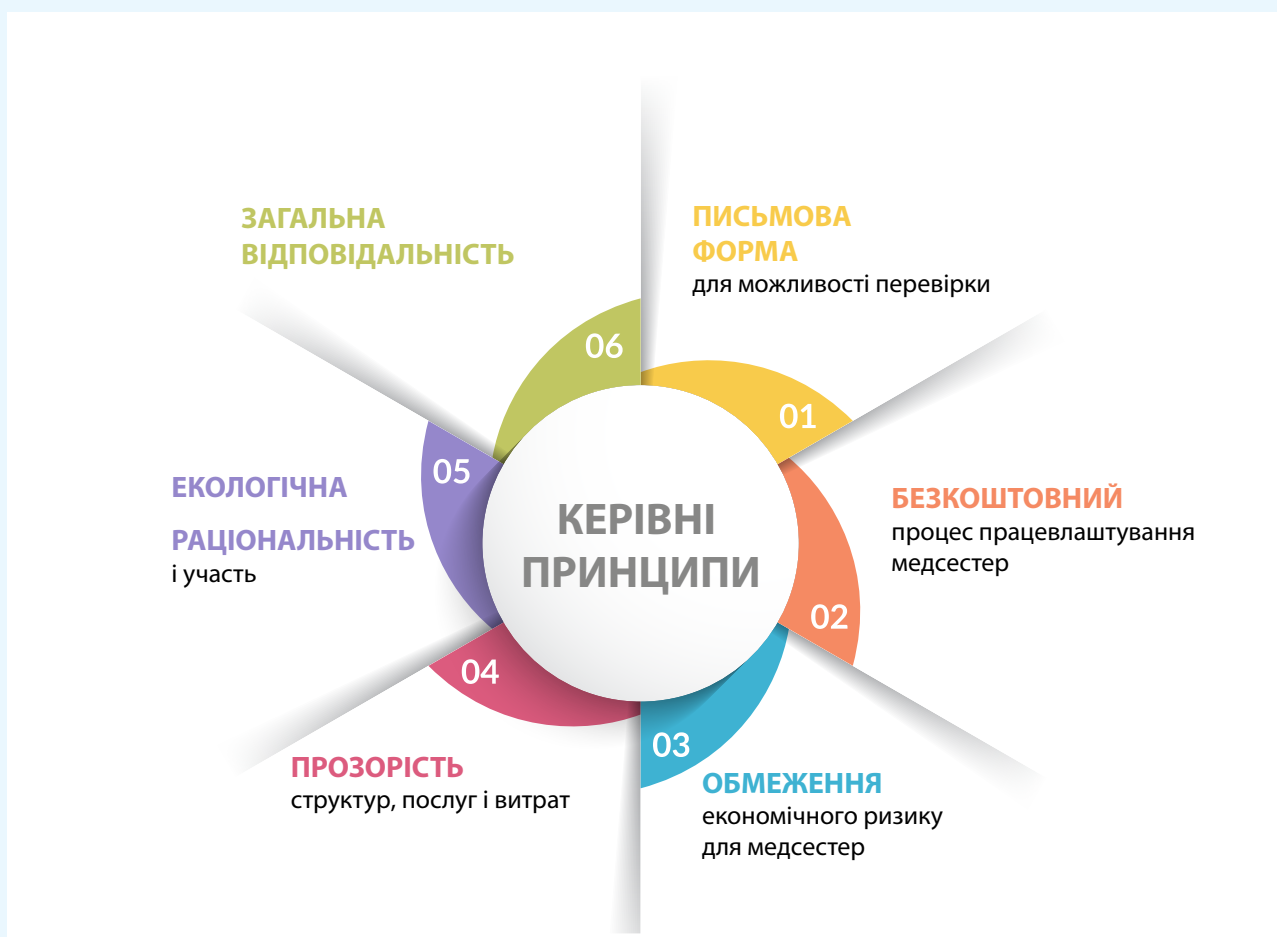 КЕРІВНІ
ПРИНЦИПИ
01
ПИСЬМОВА
ФОРМА
для можливості перевірки
02
БЕЗКОШТОВНИЙ
процес працевлаштування
медсестер
03
ОБМЕЖЕННЯ
економічного ризику
для медсестер
04
ПРОЗОРІСТЬ
структур, послуг і витрат
05
ЕКОЛОГІЧНА
РАЦІОНАЛЬНІСТЬ
і участь
06
ЗАГАЛЬНА
ВІДПОВІДАЛЬНІСТЬ